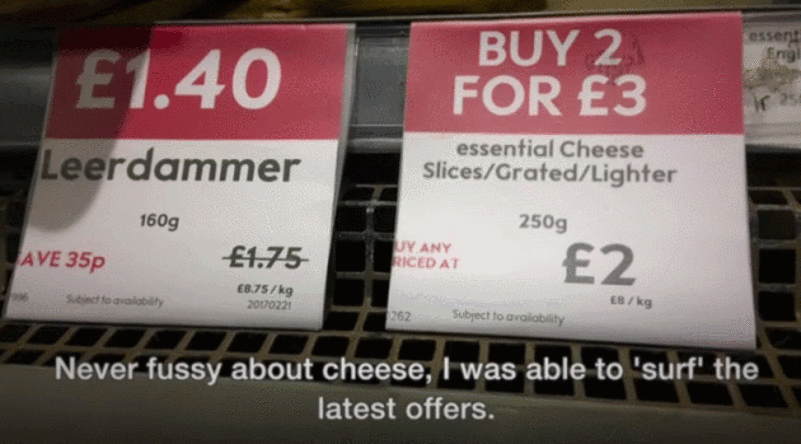 £1.40
Leerdammer
160g
AVE 35p
£1.75
£8.75/kg
Subject to availability
20170221
BUY 2
FOR £3
essential Cheese
Slices/Grated/Lighter
250g
UY ANY
RICED AT
£2
£8/kg
262
Subject to availability
essent
Engl
Never fussy about cheese, I was able to 'surf' the
latest offers.